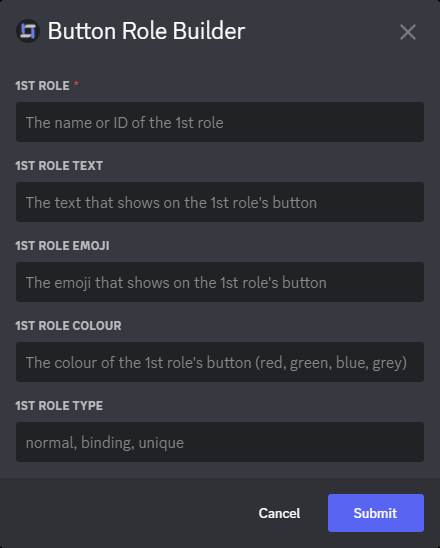 Button Role Builder
1ST ROLE *
The name or ID of the 1st role
1ST ROLE TEXT
The text that shows on the 1st role's button
1ST ROLE EMOJI
The emoji that shows on the 1st role's button
1ST ROLE COLOUR
The colour of the 1st role's button (red, green, blue, grey)
1ST ROLE TYPE
normal, binding, unique
Cancel Submit